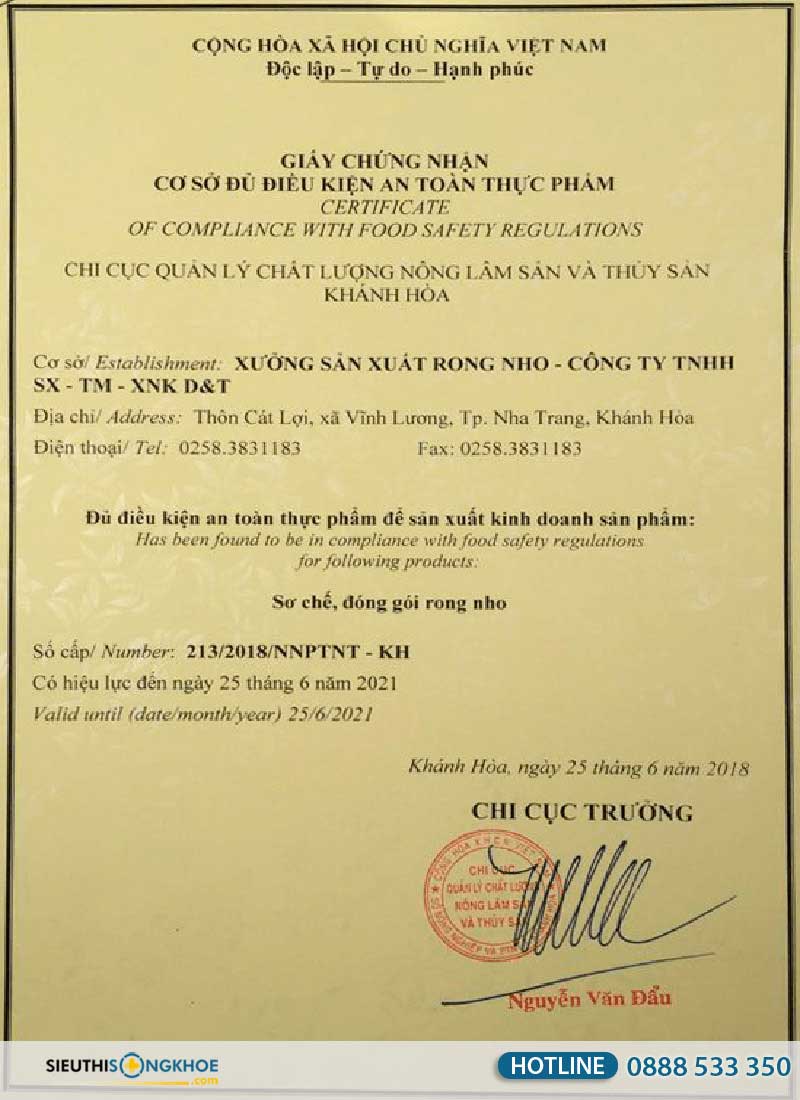 CỘNG HÒA XÃ HỘI CHỦ NGHĨA VIỆT NAM
Độc lập – Tự do – Hạnh phúc
GIẤY CHỨNG NHẬN
CƠ SỞ ĐỦ ĐIỀU KIỆN AN TOÀN THỰC PHẨM
CERTIFICATE
OF COMPLIANCE WITH FOOD SAFETY REGULATIONS
CHI CỤC QUẢN LÝ CHẤT LƯỢNG NÔNG LÂM SẢN VÀ THỦY SẢN
KHÁNH HÒA
Cơ sở/ Establishment: XƯỞNG SẢN XUẤT RONG NHO - CÔNG TY TNHH
SX - TM - XNK D&T
Địa chỉ/ Address: Thôn Cát Lợi, xã Vĩnh Lương, Tp. Nha Trang, Khánh Hòa
Điện thoại/ Tel: 0258.3831183 Fax: 0258.3831183
Đủ điều kiện an toàn thực phẩm để sản xuất kinh doanh sản phẩm:
Has been found to be in compliance with food safety regulations
for following products:
Sơ chế, đóng gói rong nho
Số cấp/ Number: 213/2018/NNPTNT - KH
Có hiệu lực đến ngày 25 tháng 6 năm 2021
Valid until (date/month/year) 25/6/2021
Khánh Hòa, ngày 25 tháng 6 năm 2018
CHI CỤC TRƯỞNG
CHI CỤC
QUẢN LÝ CHẤT LƯỢNG
NÔNG LÂM SẢN
VÀ THỦY SẢN
Nguyễn Văn Đẩu
SIEUTHISONGKHOE
.com
HOTLINE 0888 533 350